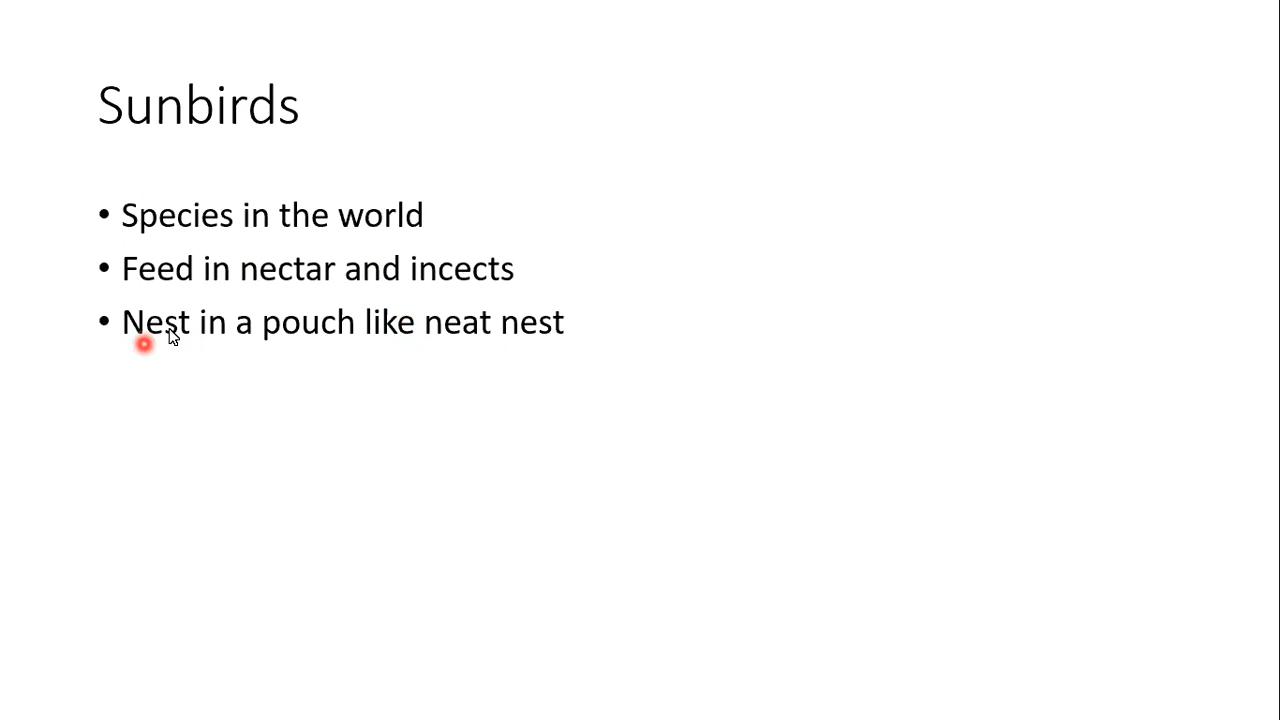 Sunbirds
• Species in the world
• Feed in nectar and incects
• Nest in a pouch like neat nest